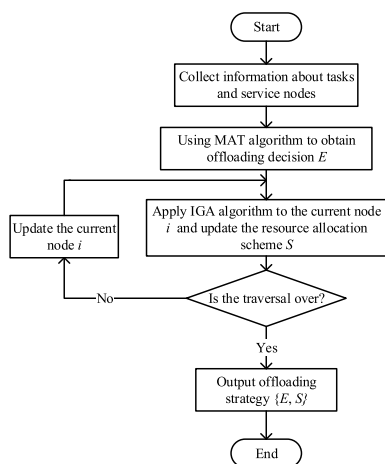 Start
Collect information about tasks
and service nodes
Using MAT algorithm to obtain
offloading decision E
Update the current
node i
Apply IGA algorithm to the current node
i and update the resource allocation
scheme S
Is the traversal over?
No
Yes
Output offloading
strategy {E, S}
End